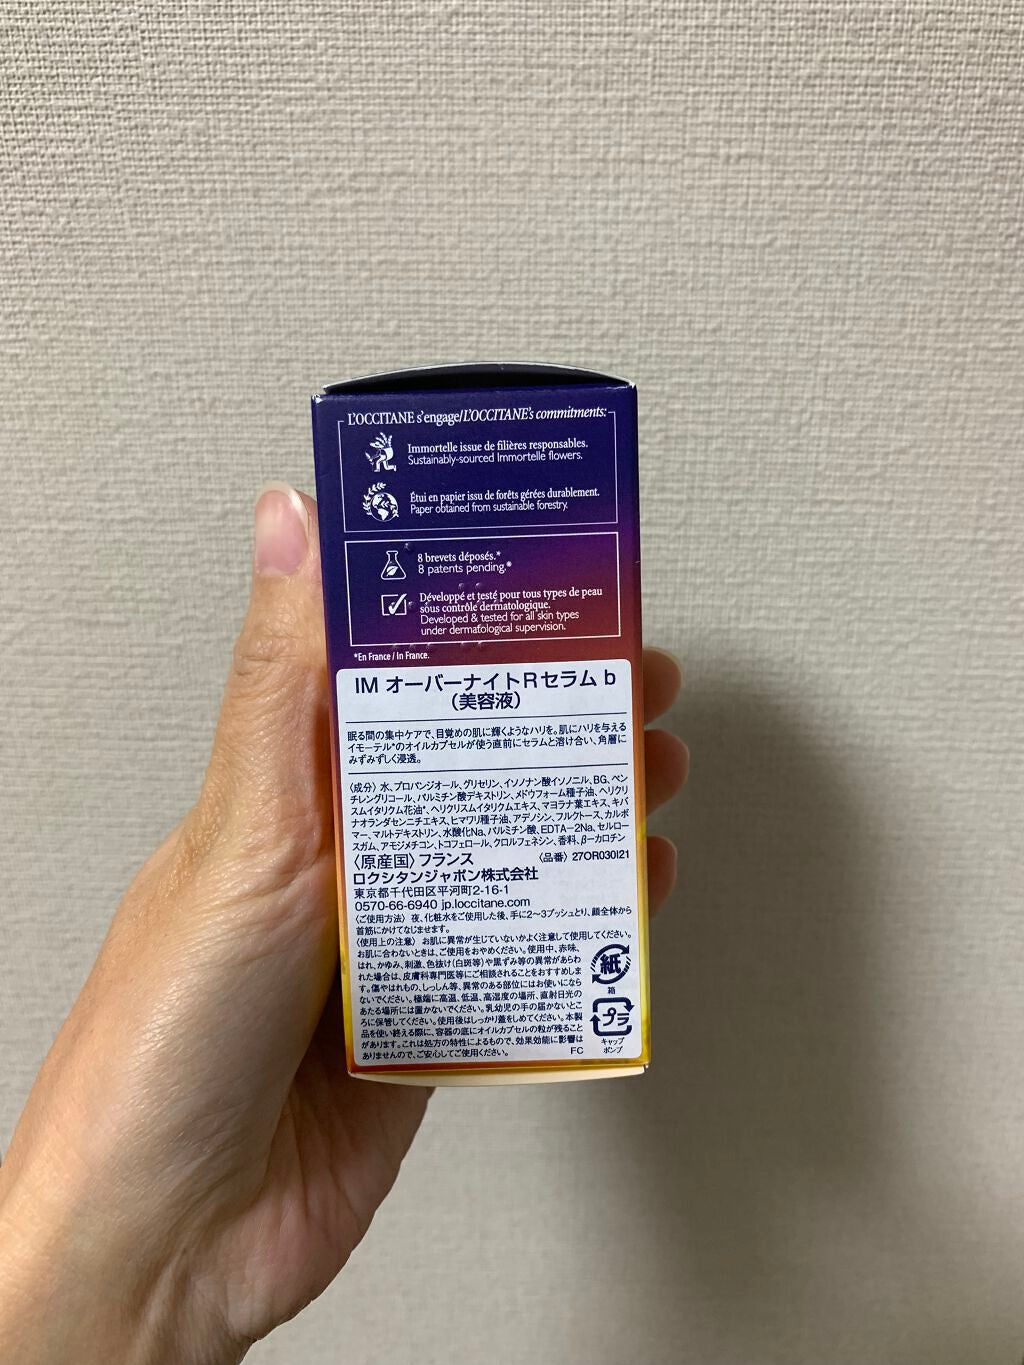 L'OCCITANE s'engage/L'OCCITANE's commitments:
Immortelle issue de filières responsables.
Sustainably-sourced Immortelle flowers.
Étui en papier issu de forêts gérées durablement.
Paper obtained from sustainable forestry.
8 brevets déposés.*
8 patents pending.*
Développé et testé pour tous types de peau
sous contrôle dermatologique.
Developed & tested for all skin types
under dermatological supervision.
*En France / In France.
IM オーバーナイトRセラム b
(美容液)
眠る間の集中ケアで、目覚めの肌に輝くようなハリを。肌にハリを与える
イモーテル*のオイルカプセルが使う直前にセラムと溶け合い、角層に
みずみずしく浸透。
〈成分〉水、プロパンジオール、グリセリン、イソノナン酸イソノニル、BG、ペン
チレングリコール、パルミチン酸デキストリン、メドウフォーム種子油、ヘリクリ
スムイタリクム花油*、ヘリクリスムイタリクムエキス、マヨラナ葉エキス、キバ
ナオランダセンニチエキス、ヒマワリ種子油、アデノシン、フルクトース、カルボ
マー、マルトデキストリン、水酸化Na、パルミチン酸、EDTA-2Na、セルロー
スガム、アモジメチコン、トコフェロール、クロルフェネシン、香料、β-カロチン
〈原産国〉フランス 〈品番〉27OR030I21
ロクシタンジャポン株式会社
東京都千代田区平河町2-16-1
0570-66-6940 jp.loccitane.com
〈ご使用方法〉夜、化粧水をご使用した後、手に2〜3プッシュとり、顔全体から
首筋にかけてなじませます。
〈使用上の注意〉お肌に異常が生じていないかよく注意して使用してください。
お肌に合わないときは、ご使用をおやめください。使用中、赤味、
はれ、かゆみ、刺激、色抜け(白斑等)や黒ずみ等の異常があらわ
れた場合は、皮膚科専門医等にご相談されることをおすすめしま
す。傷やはれもの、しっしん等、異常のある部位にはお使いになら
ないでください。極端に高温、低温、高湿度の場所、直射日光の
あたる場所には置かないでください。乳幼児の手の届かないとこ
ろに保管してください。使用後はしっかり蓋をしめてください。本製
品を使い終える際に、容器の底にオイルカプセルの粒が残ること
があります。これは処方の特性によるもので、効果効能に影響は
ありませんので、ご安心してご使用ください。
FC
紙
箱
プラ
キャップ
ポンプ